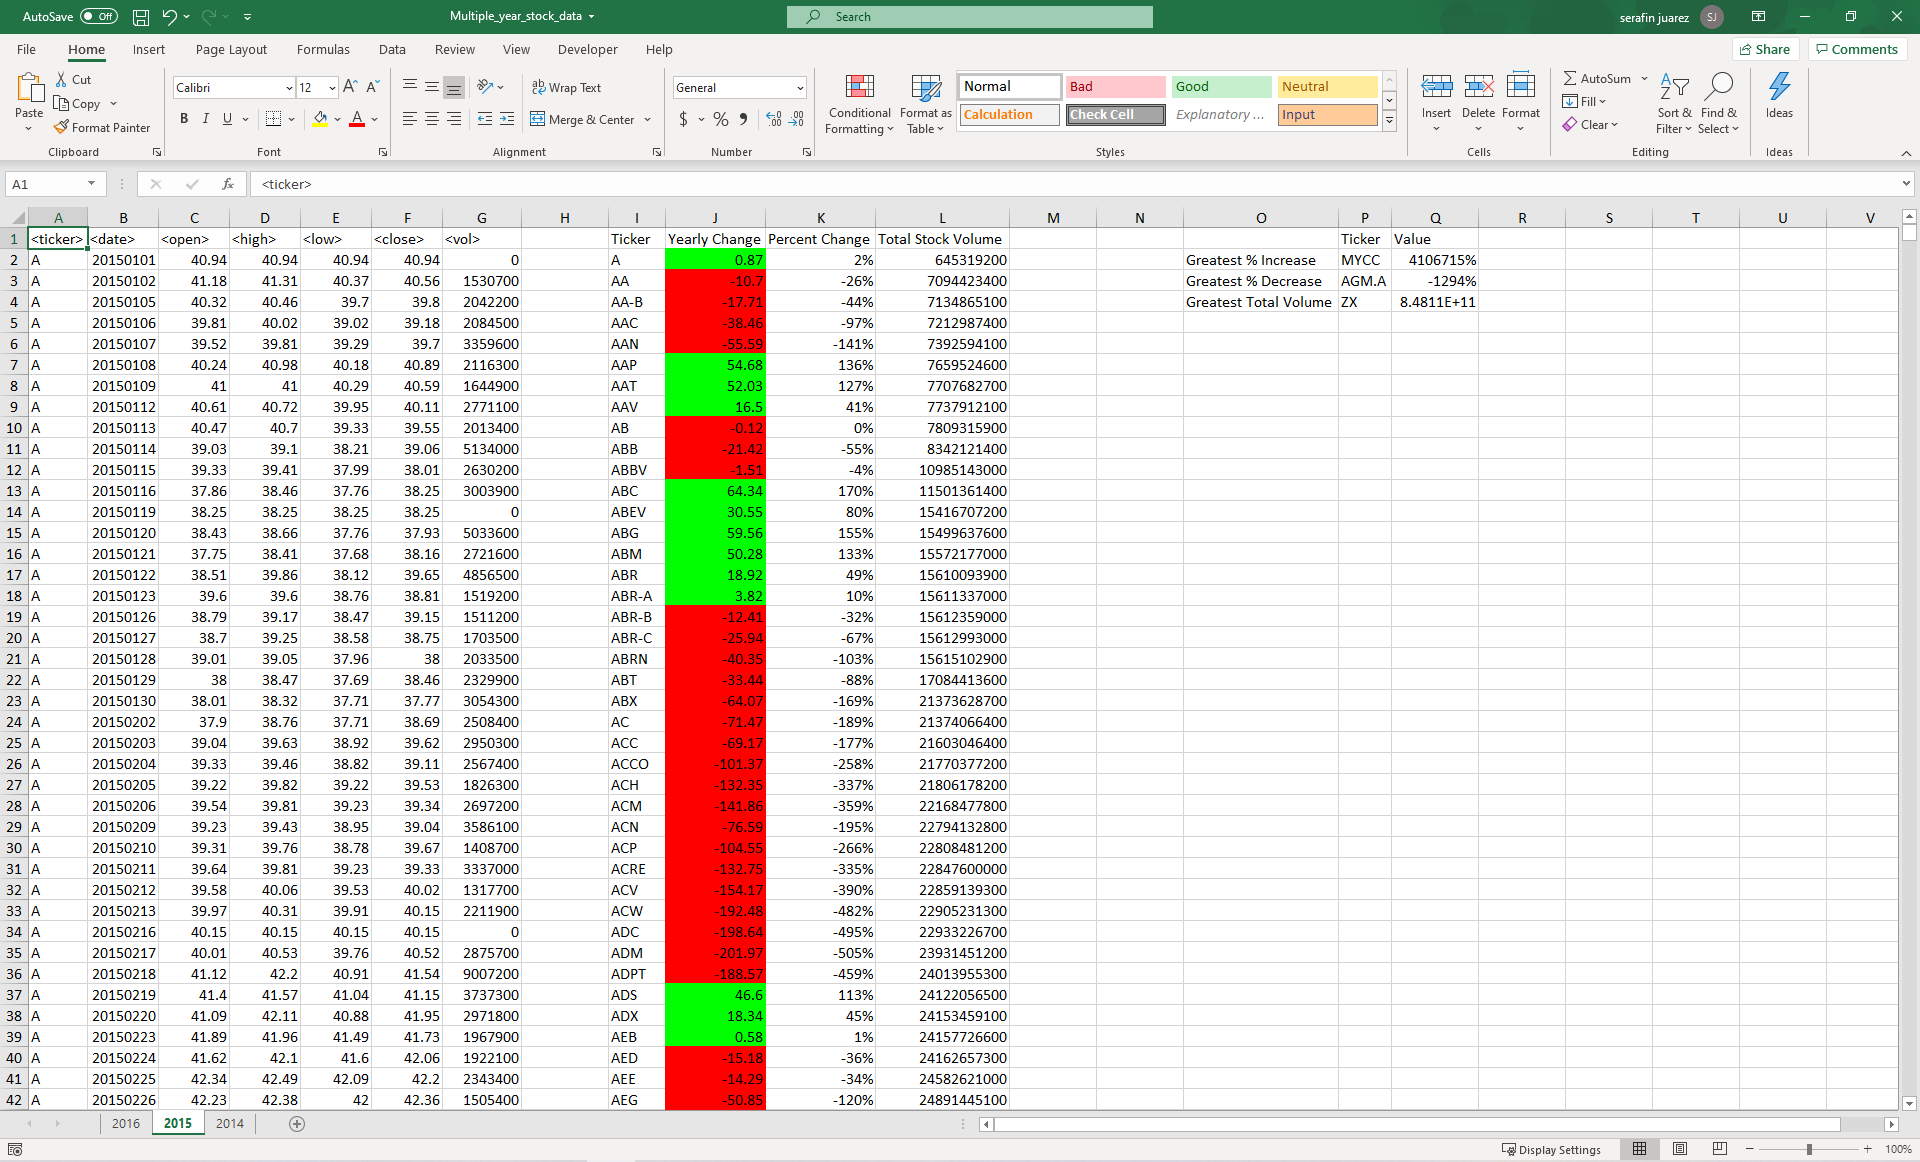 AutoSave Off Multiple_year_stock_data Search serafin juarez SJ
File Home Insert Page Layout Formulas Data Review View Developer Help Share Comments
Cut Calibri 12 A A Wrap Text General Normal Bad Good Neutral AutoSum
Copy Fill
Paste Format Painter B I U A Merge & Center $ % Conditional Formatting Format as Table Calculation Check Cell Explanatory ... Input Insert Delete Format Clear Sort & Filter Find & Select Ideas
Clipboard Font Alignment Number Styles Cells Editing Ideas
A1 fx <ticker>
A B C D E F G H I J K L M N O P Q R S T U V
1 <ticker> <date> <open> <high> <low> <close> <vol> Ticker Yearly Change Percent Change Total Stock Volume Ticker Value
2 A 20150101 40.94 40.94 40.94 40.94 0 A 0.87 2% 645319200 Greatest % Increase MYCC 4106715%
3 A 20150102 41.18 41.31 40.37 40.56 1530700 AA -10.7 -26% 7094423400 Greatest % Decrease AGM.A -1294%
4 A 20150105 40.32 40.46 39.7 39.8 2042200 AA-B -17.71 -44% 7134865100 Greatest Total Volume ZX 8.4811E+11
5 A 20150106 39.81 40.02 39.02 39.18 2084500 AAC -38.46 -97% 7212987400
6 A 20150107 39.52 39.81 39.29 39.7 3359600 AAN -55.59 -141% 7392594100
7 A 20150108 40.24 40.98 40.18 40.89 2116300 AAP 54.68 136% 7659524600
8 A 20150109 41 41 40.29 40.59 1644900 AAT 52.03 127% 7707682700
9 A 20150112 40.61 40.72 39.95 40.11 2771100 AAV 16.5 41% 7737912100
10 A 20150113 40.47 40.7 39.33 39.55 2013400 AB -0.12 0% 7809315900
11 A 20150114 39.03 39.1 38.21 39.06 5134000 ABB -21.42 -55% 8342121400
12 A 20150115 39.33 39.41 37.99 38.01 2630200 ABBV -1.51 -4% 10985143000
13 A 20150116 37.86 38.46 37.76 38.25 3003900 ABC 64.34 170% 11501361400
14 A 20150119 38.25 38.25 38.25 38.25 0 ABEV 30.55 80% 15416707200
15 A 20150120 38.43 38.66 37.76 37.93 5033600 ABG 59.56 155% 15499637600
16 A 20150121 37.75 38.41 37.68 38.16 2721600 ABM 50.28 133% 15572177000
17 A 20150122 38.51 39.86 38.12 39.65 4856500 ABR 18.92 49% 15610093900
18 A 20150123 39.6 39.6 38.76 38.81 1519200 ABR-A 3.82 10% 15611337000
19 A 20150126 38.79 39.17 38.47 39.15 1511200 ABR-B -12.41 -32% 15612359000
20 A 20150127 38.7 39.25 38.58 38.75 1703500 ABR-C -25.94 -67% 15612993000
21 A 20150128 39.01 39.05 37.96 38 2033500 ABRN -40.35 -103% 15615102900
22 A 20150129 38 38.47 37.69 38.46 2329900 ABT -33.44 -88% 17084413600
23 A 20150130 38.01 38.32 37.71 37.77 3054300 ABX -64.07 -169% 21373628700
24 A 20150202 37.9 38.76 37.71 38.69 2508400 AC -71.47 -189% 21374066400
25 A 20150203 39.04 39.63 38.92 39.62 2950300 ACC -69.17 -177% 21603046400
26 A 20150204 39.33 39.46 38.82 39.11 2567400 ACCO -101.37 -258% 21770377200
27 A 20150205 39.22 39.82 39.22 39.53 1826300 ACH -132.35 -337% 21806178200
28 A 20150206 39.54 39.81 39.23 39.34 2697200 ACM -141.86 -359% 22168477800
29 A 20150209 39.23 39.43 38.95 39.04 3586100 ACN -76.59 -195% 22794132800
30 A 20150210 39.31 39.76 38.78 39.67 1408700 ACP -104.55 -266% 22808481200
31 A 20150211 39.64 39.81 39.23 39.33 3337000 ACRE -132.75 -335% 22847600000
32 A 20150212 39.58 40.06 39.53 40.02 1317700 ACV -154.17 -390% 22859139300
33 A 20150213 39.97 40.31 39.91 40.15 2211900 ACW -192.48 -482% 22905231300
34 A 20150216 40.15 40.15 40.15 40.15 0 ADC -198.64 -495% 22933226700
35 A 20150217 40.01 40.53 39.76 40.52 2875700 ADM -201.97 -505% 23931451200
36 A 20150218 41.12 42.2 40.91 41.54 9007200 ADPT -188.57 -459% 24013955300
37 A 20150219 41.4 41.57 41.04 41.15 3737300 ADS 46.6 113% 24122056500
38 A 20150220 41.09 42.11 40.88 41.95 2971800 ADX 18.34 45% 24153459100
39 A 20150223 41.89 41.96 41.49 41.73 1967900 AEB 0.58 1% 24157726600
40 A 20150224 41.62 42.1 41.6 42.06 1922100 AED -15.18 -36% 24162657300
41 A 20150225 42.34 42.49 42.09 42.2 2343400 AEE -14.29 -34% 24582621000
42 A 20150226 42.23 42.38 42 42.36 1505400 AEG -50.85 -120% 24891445100
2016 2015 2014
Display Settings 100%